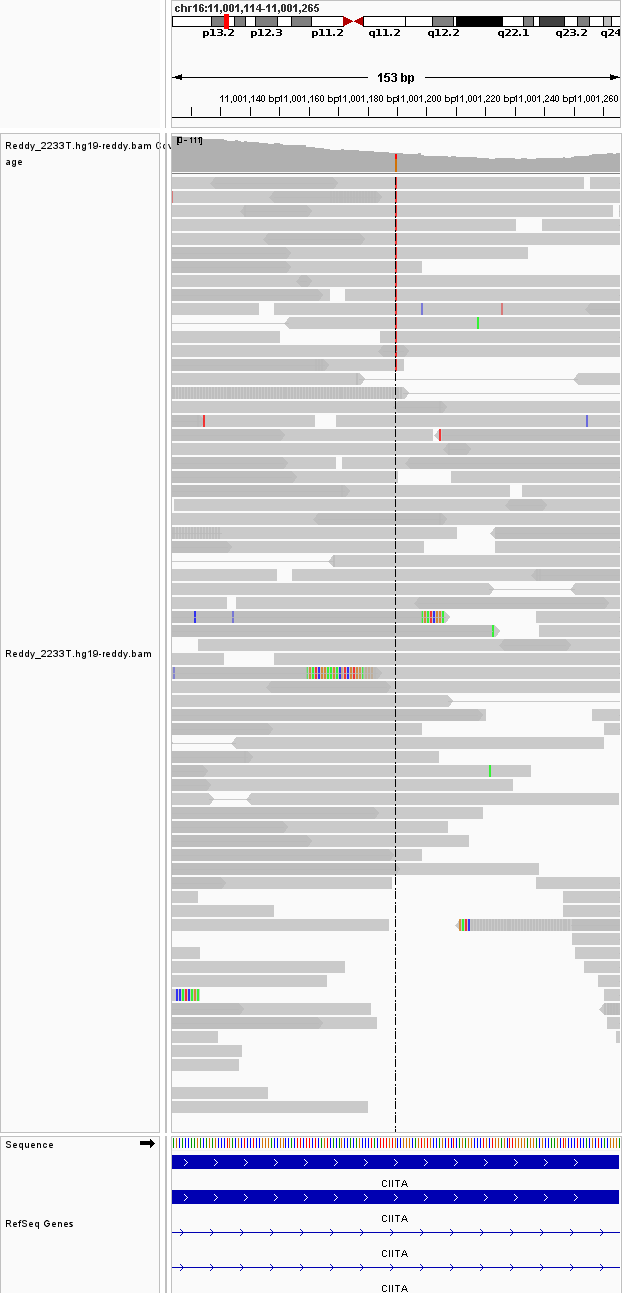 chr16:11,001,114-11,001,265
p13.2 p12.3 p11.2 q11.2 q12.2 q22.1 q23.2 q24
153 bp
11,001,140 bp 11,001,160 bp 11,001,180 bp 11,001,200 bp 11,001,220 bp 11,001,240 bp 11,001,260
Reddy_2233T.hg19-reddy.bam Cov
age
[0 - 111]
Reddy_2233T.hg19-reddy.bam
Sequence
CIITA
CIITA
RefSeq Genes
CIITA
CIITA